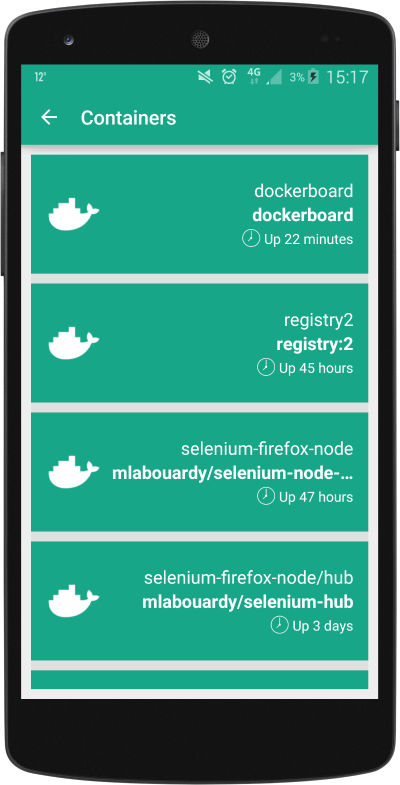 12°
4G
3%
15:17
Containers
dockerboard
dockerboard
Up 22 minutes
registry2
registry:2
Up 45 hours
selenium-firefox-node
mlabouardy/selenium-node-...
Up 47 hours
selenium-firefox-node/hub
mlabouardy/selenium-hub
Up 3 days